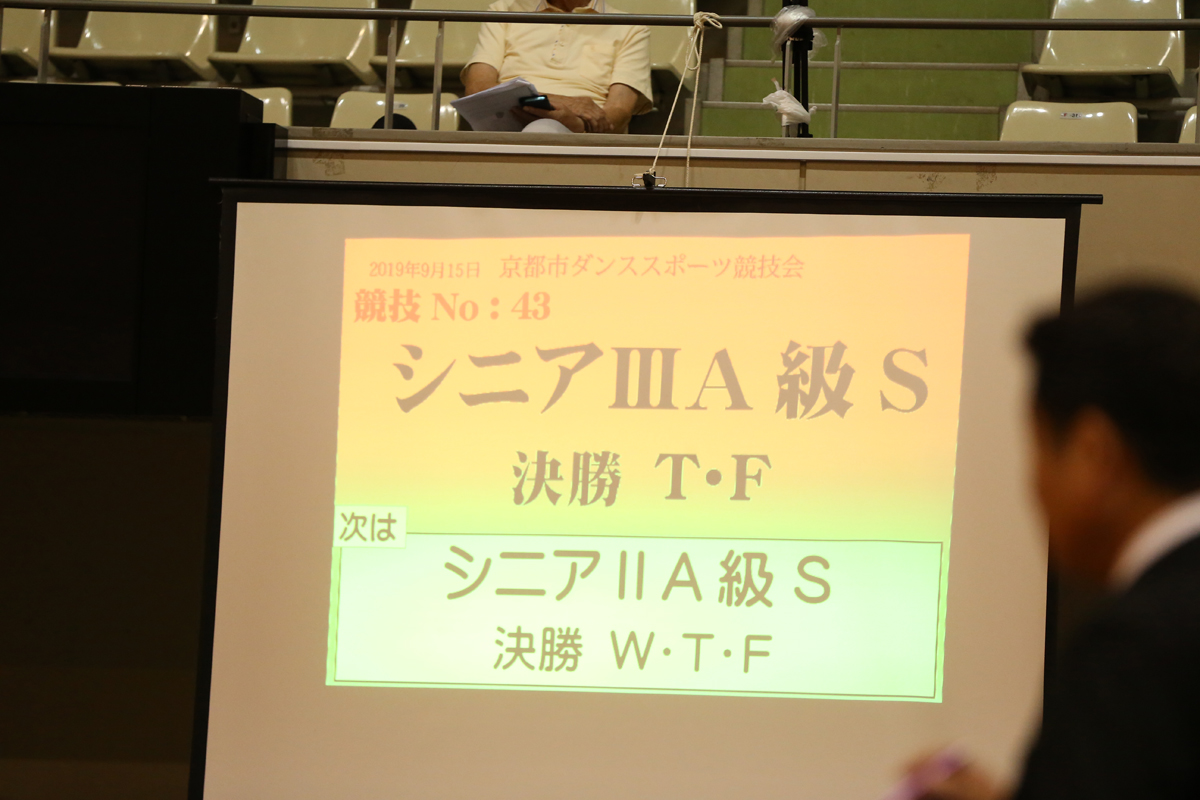 2019年9月15日 京都市ダンススポーツ競技会
競技 No：43
シニアⅢA 級 S
決勝 T・F
次は
シニアⅡA 級 S
決勝 W・T・F